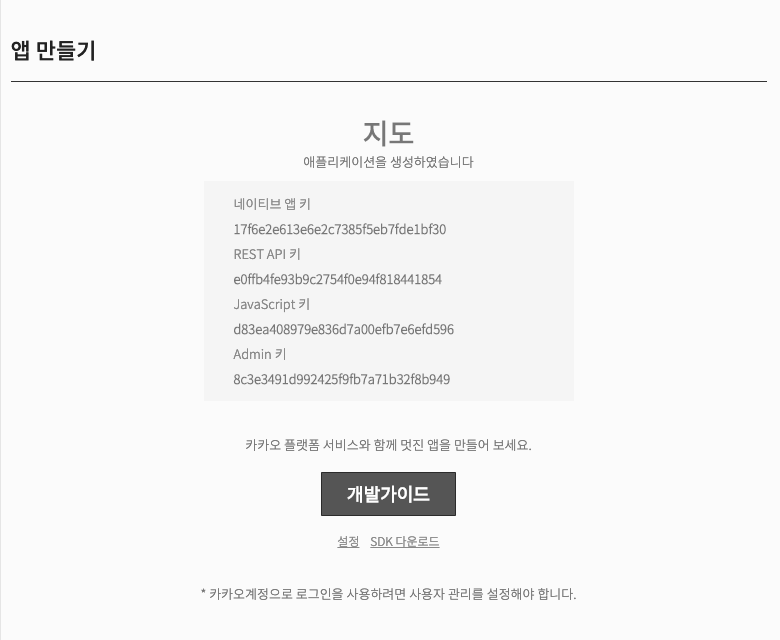 앱 만들기
지도
애플리케이션을 생성하였습니다
네이티브 앱 키
17f6e2e613e6e2c7385f5eb7fde1bf30
REST API 키
e0ffb4fe93b9c2754f0e94f818441854
JavaScript 키
d83ea408979e836d7a00efb7e6efd596
Admin 키
8c3e3491d992425f9fb7a71b32f8b949
카카오 플랫폼 서비스와 함께 멋진 앱을 만들어 보세요.
개발가이드
설정 SDK 다운로드
* 카카오계정으로 로그인을 사용하려면 사용자 관리를 설정해야 합니다.